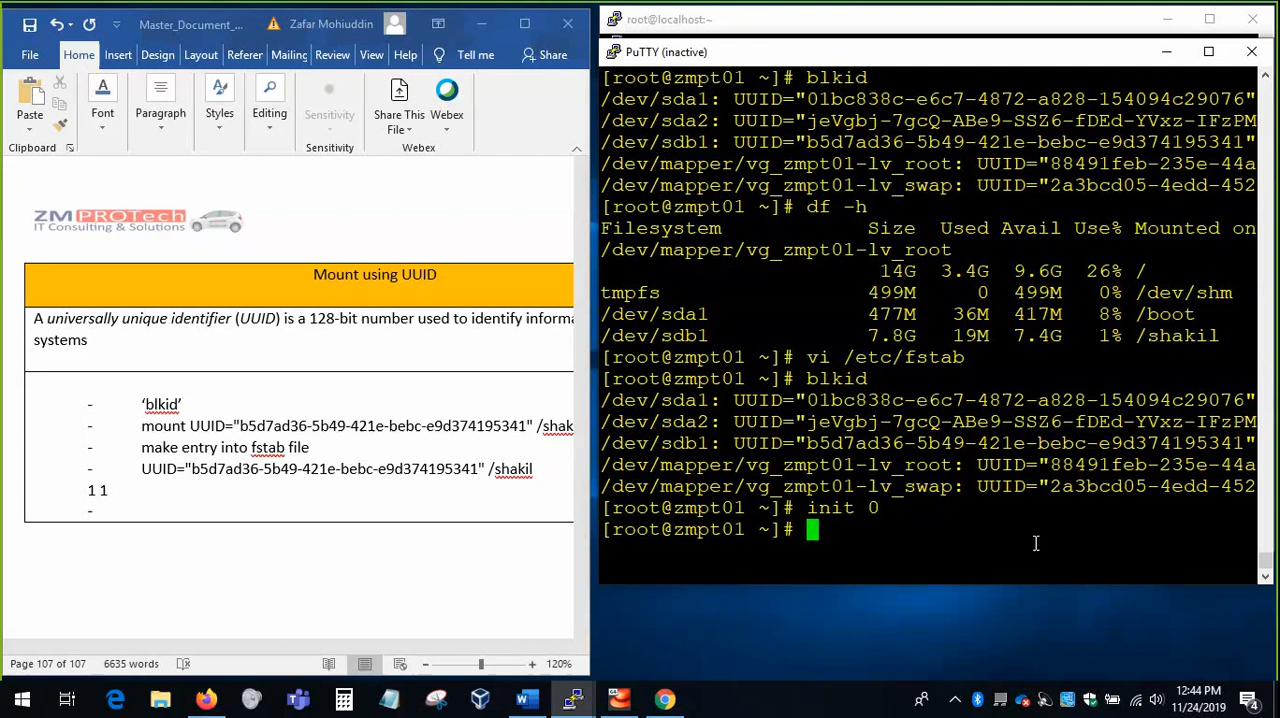 Master_Document_
Zafar Mohiuddin
File Home Insert Design Layout Referer Mailing Review View Help Tell me Share
Paste
Font
Paragraph
Styles
Editing
Sensitivity
Share This File
Webex
Clipboard
Sensitivity
Webex
ZM PROTech
IT Consulting & Solutions
Mount using UUID
A universally unique identifier (UUID) is a 128-bit number used to identify informa
systems
- 'blkid'
- mount UUID="b5d7ad36-5b49-421e-bebc-e9d374195341" /shak
- make entry into fstab file
- UUID="b5d7ad36-5b49-421e-bebc-e9d374195341" /shakil
1 1
-
Page 107 of 107 6635 words 120%
root@localhost:~
PuTTY (inactive)
[root@zmpt01 ~]# blkid
/dev/sda1: UUID="01bc838c-e6c7-4872-a828-154094c29076"
/dev/sda2: UUID="jeVgbj-7gcQ-ABe9-SSZ6-fDEd-YVxz-IFzPM
/dev/sdb1: UUID="b5d7ad36-5b49-421e-bebc-e9d374195341"
/dev/mapper/vg_zmpt01-lv_root: UUID="88491feb-235e-44a
/dev/mapper/vg_zmpt01-lv_swap: UUID="2a3bcd05-4edd-452
[root@zmpt01 ~]# df -h
Filesystem Size Used Avail Use% Mounted on
/dev/mapper/vg_zmpt01-lv_root
14G 3.4G 9.6G 26% /
tmpfs 499M 0 499M 0% /dev/shm
/dev/sda1 477M 36M 417M 8% /boot
/dev/sdb1 7.8G 19M 7.4G 1% /shakil
[root@zmpt01 ~]# vi /etc/fstab
[root@zmpt01 ~]# blkid
/dev/sda1: UUID="01bc838c-e6c7-4872-a828-154094c29076"
/dev/sda2: UUID="jeVgbj-7gcQ-ABe9-SSZ6-fDEd-YVxz-IFzPM
/dev/sdb1: UUID="b5d7ad36-5b49-421e-bebc-e9d374195341"
/dev/mapper/vg_zmpt01-lv_root: UUID="88491feb-235e-44a
/dev/mapper/vg_zmpt01-lv_swap: UUID="2a3bcd05-4edd-452
[root@zmpt01 ~]# init 0
[root@zmpt01 ~]#
12:44 PM
11/24/2019
4